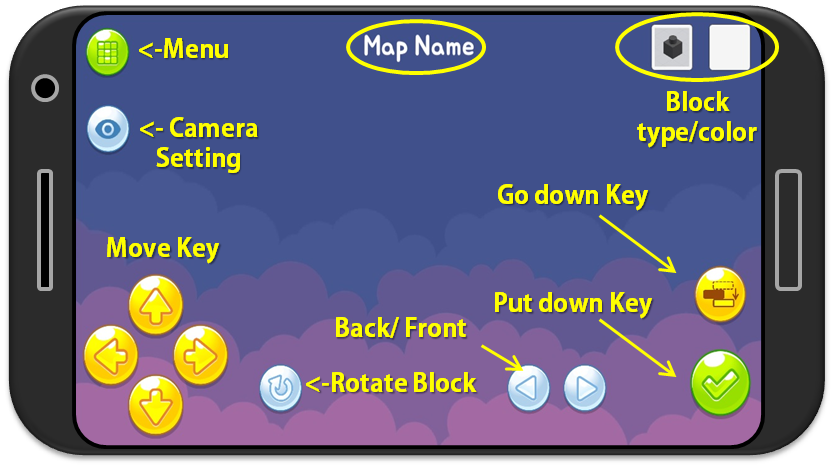 <-Menu
Map Name
Block
type/color
<- Camera
Setting
Go down Key
Move Key
Put down Key
Back/ Front
<-Rotate Block